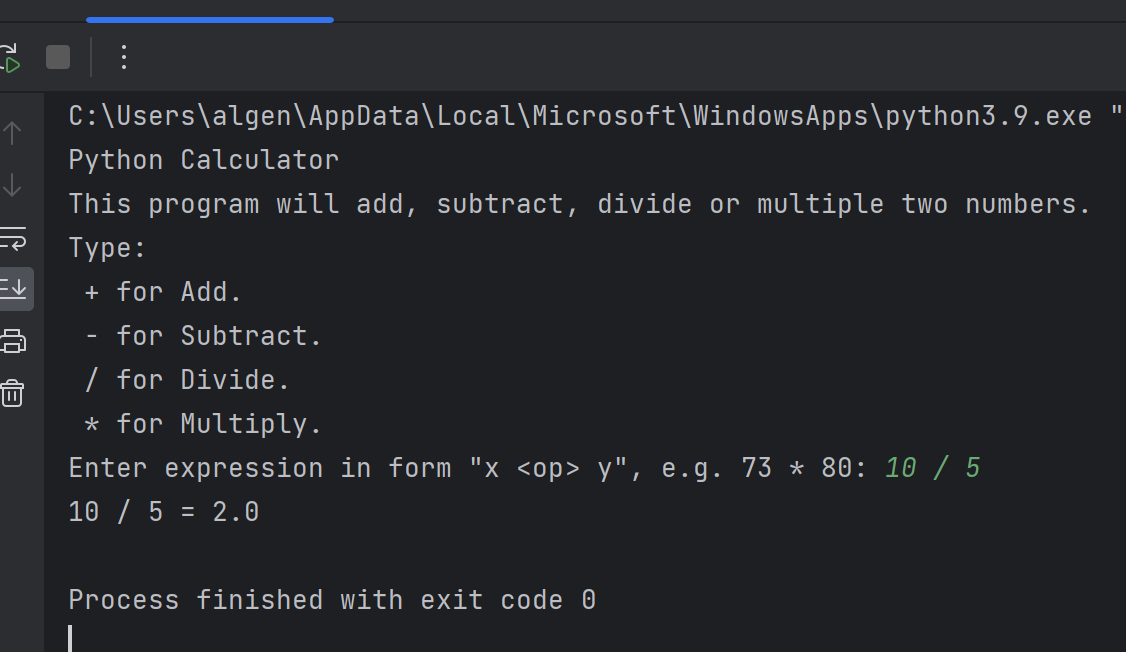 C:\Users\algen\AppData\Local\Microsoft\WindowsApps\python3.9.exe "
Python Calculator
This program will add, subtract, divide or multiple two numbers.
Type:
 + for Add.
 - for Subtract.
 / for Divide.
 * for Multiply.
Enter expression in form "x <op> y", e.g. 73 * 80: 10 / 5
10 / 5 = 2.0

Process finished with exit code 0